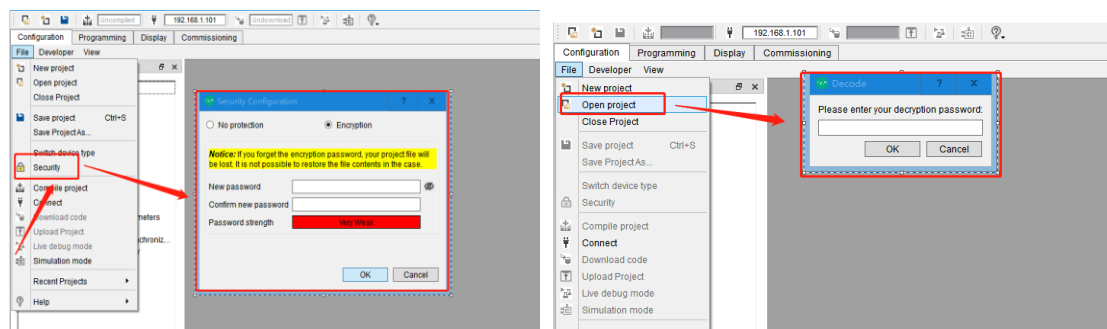 Uncompiled
192.168.1.101
Undownload
Configuration Programming Display Commissioning
File Developer View
New project
Open project
Close Project
Save project Ctrl+S
Save Project As...
Switch device type
Security
Compile project
Connect
Download code
Upload Project
Live debug mode
Simulation mode
Recent Projects
Help
meters
chroniz...
Security Configuration ? X
No protection Encryption
Notice: If you forget the encryption password, your project file will
be lost. It is not possible to restore the file contents in the case.
New password
Confirm new password
Password strength Very Weak
OK Cancel
192.168.1.101
Configuration Programming Display Commissioning
File Developer View
New project
Open project
Close Project
Save project Ctrl+S
Save Project As...
Switch device type
Security
Compile project
Connect
Download code
Upload Project
Live debug mode
Simulation mode
Decode ? X
Please enter your decryption password:
OK Cancel